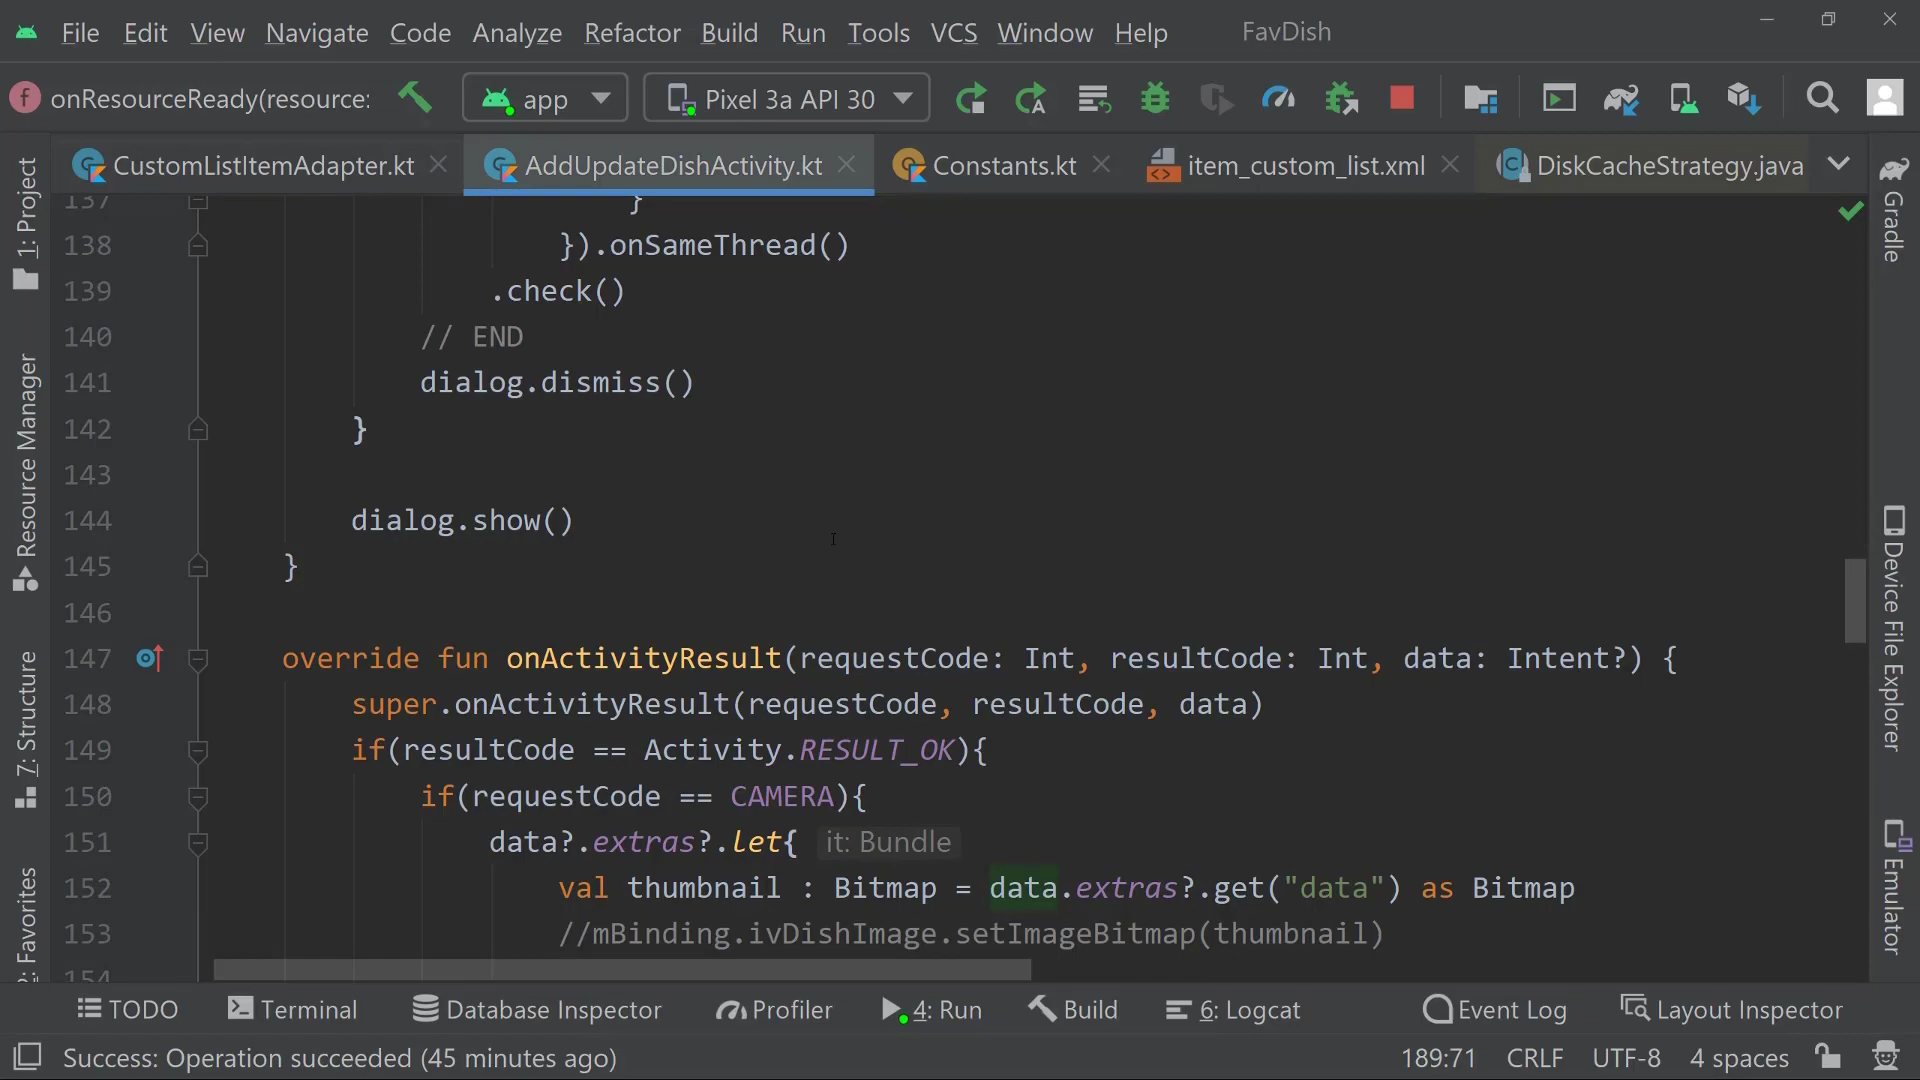 File Edit View Navigate Code Analyze Refactor Build Run Tools VCS Window Help FavDish
f onResourceReady(resource: app Pixel 3a API 30
CustomListItemAdapter.kt AddUpdateDishActivity.kt Constants.kt item_custom_list.xml DiskCacheStrategy.java
1: Project
Resource Manager
7: Structure
2: Favorites
137 }
138 }).onSameThread()
139 .check()
140 // END
141 dialog.dismiss()
142 }
143
144 dialog.show()
145 }
146
147 override fun onActivityResult(requestCode: Int, resultCode: Int, data: Intent?) {
148 super.onActivityResult(requestCode, resultCode, data)
149 if(resultCode == Activity.RESULT_OK){
150 if(requestCode == CAMERA){
151 data?.extras?.let{ it: Bundle
152 val thumbnail : Bitmap = data.extras?.get("data") as Bitmap
153 //mBinding.ivDishImage.setImageBitmap(thumbnail)
154
Gradle
Device File Explorer
Emulator
TODO Terminal Database Inspector Profiler 4: Run Build 6: Logcat Event Log Layout Inspector
Success: Operation succeeded (45 minutes ago) 189:71 CRLF UTF-8 4 spaces